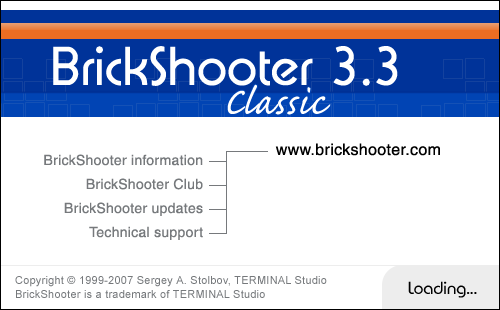 BrickShooter 3.3
Classic
www.brickshooter.com
BrickShooter information
BrickShooter Club
BrickShooter updates
Technical support
Copyright © 1999-2007 Sergey A. Stolbov, TERMINAL Studio
BrickShooter is a trademark of TERMINAL Studio
Loading...